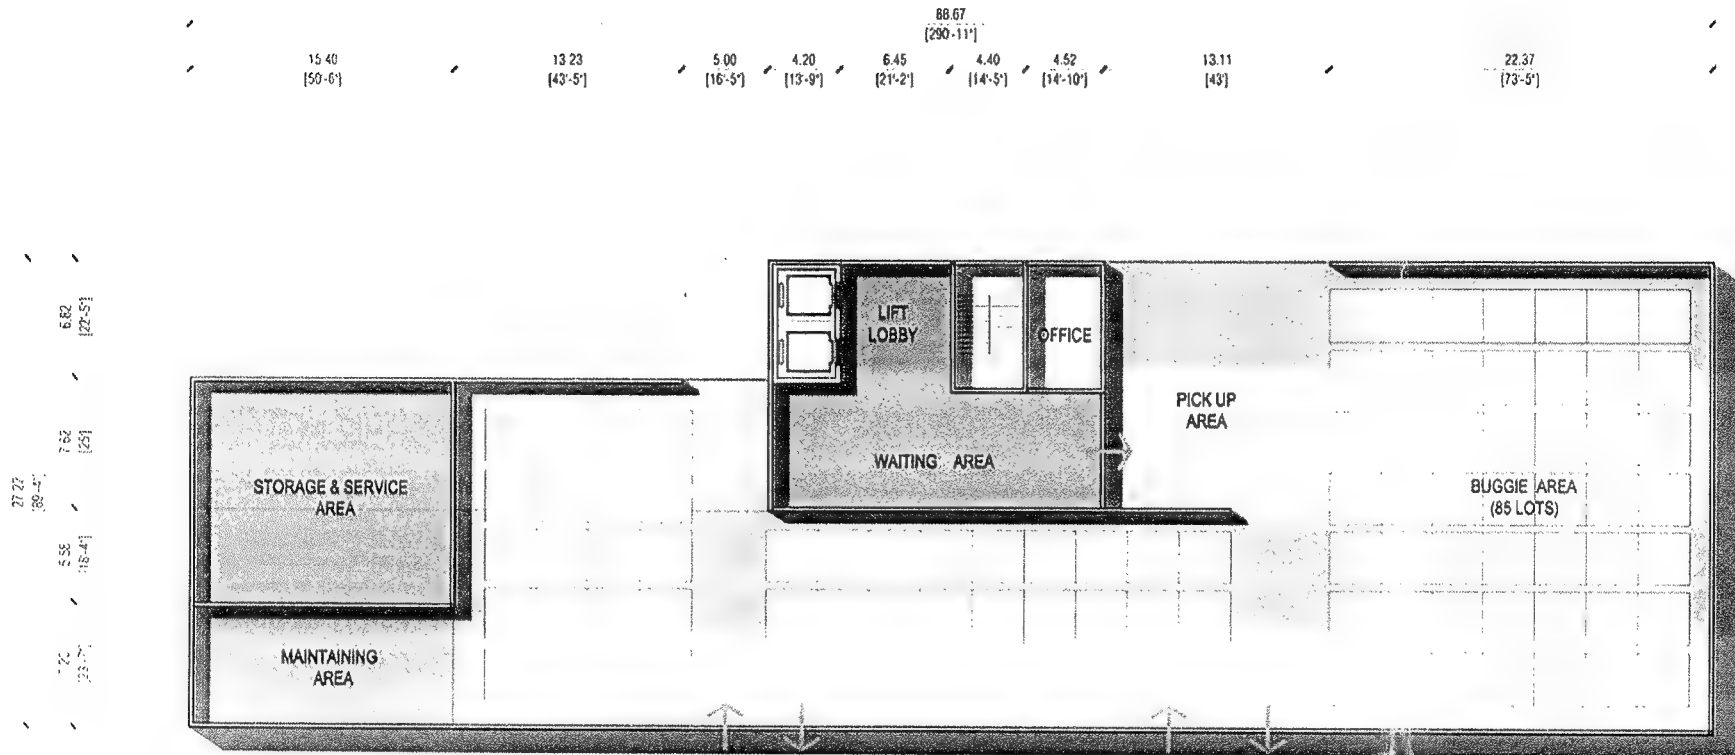 88.67
[290'-11"]
15.40
[50'-6']
13.23
[43'-5"]
5.00
[16'-5"]
4.20
[13'-9"]
6.45
[21'-2']
4.40
[14'-5']
4.52
[14'-10"]
13.11
[43']
22.37
[73'-5']
6.82
[22'-5"]
7.62
[25']
27.22
LIFT
LOBBY
OFFICE
PICK UP
AREA
WAITING AREA
STORAGE & SERVICE
AREA
BUGGIE AREA
(85 LOTS)
MAINTAINING
AREA